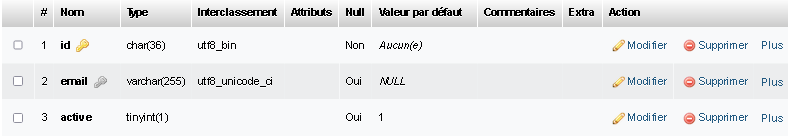 # Nom Type Interclassement Attributs Null Valeur par défaut Commentaires Extra Action
1 id char(36) utf8_bin Non Aucun(e) Modifier Supprimer Plus
2 email varchar(255) utf8_unicode_ci Oui NULL Modifier Supprimer Plus
3 active tinyint(1) Oui 1 Modifier Supprimer Plus